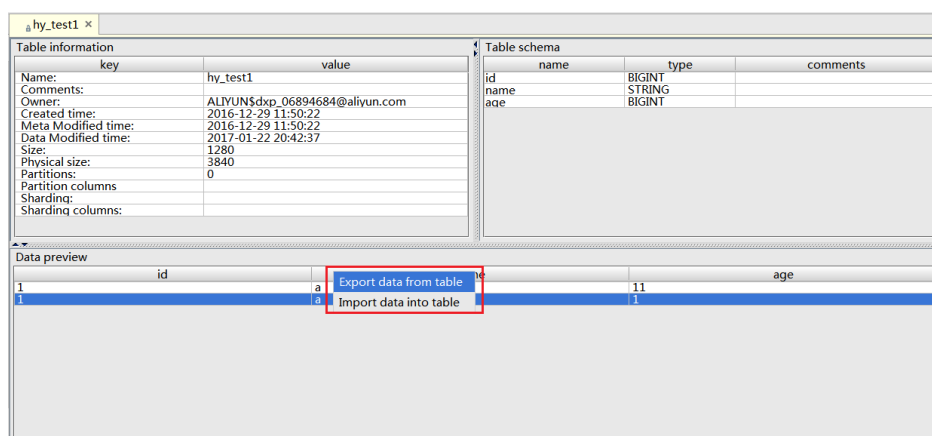 hy_test1 ×
Table information
key value
Name: hy_test1
Comments:
Owner: ALIYUN$dxp_06894684@aliyun.com
Created time: 2016-12-29 11:50:22
Meta Modified time: 2016-12-29 11:50:22
Data Modified time: 2017-01-22 20:42:37
Size: 1280
Physical size: 3840
Partitions: 0
Partition columns
Sharding:
Sharding columns:
Table schema
name type comments
id BIGINT
name STRING
age BIGINT
Data preview
id age
1 a 11
1 a 1
Export data from table
Import data into table